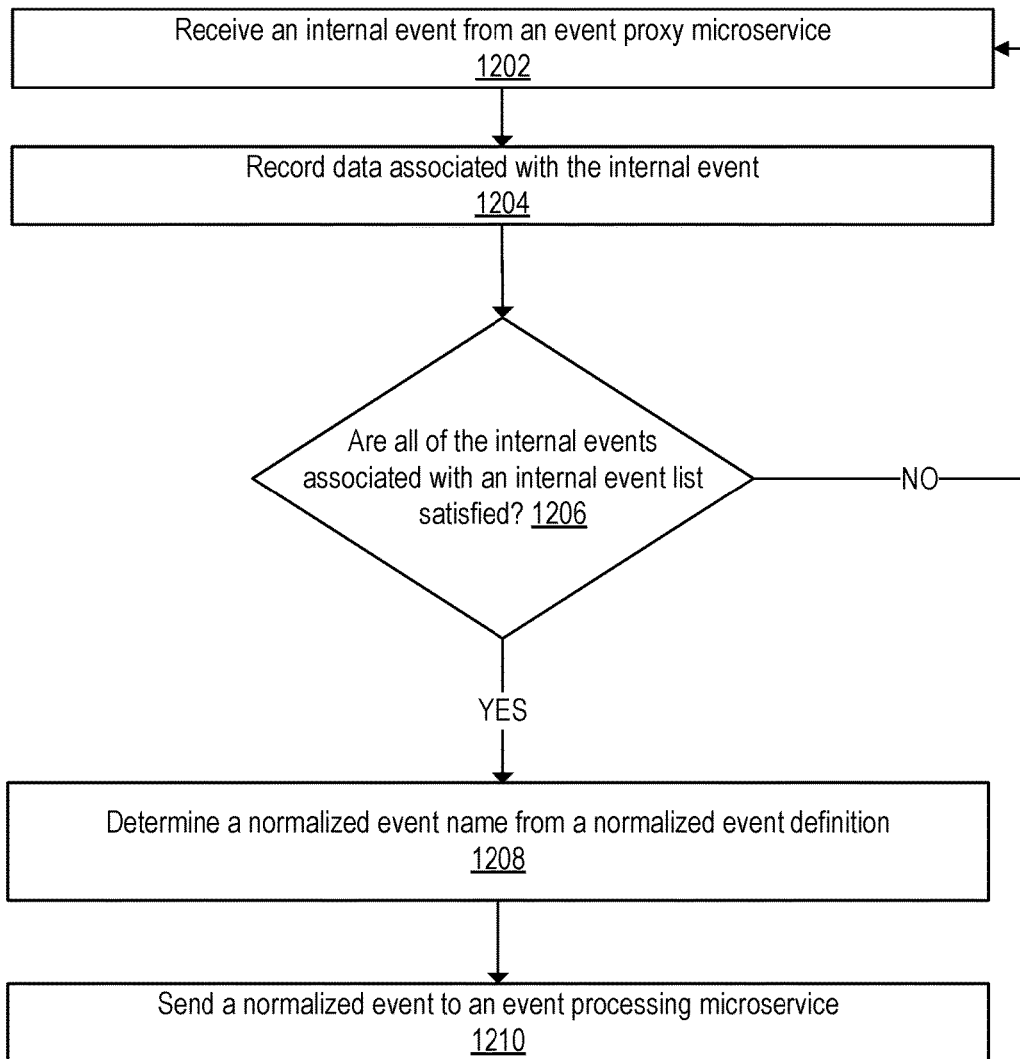 Receive an internal event from an event proxy microservice
1202
Record data associated with the internal event
1204
Are all of the internal events
associated with an internal event list
satisfied? 1206
NO
YES
Determine a normalized event name from a normalized event definition
1208
Send a normalized event to an event processing microservice
1210